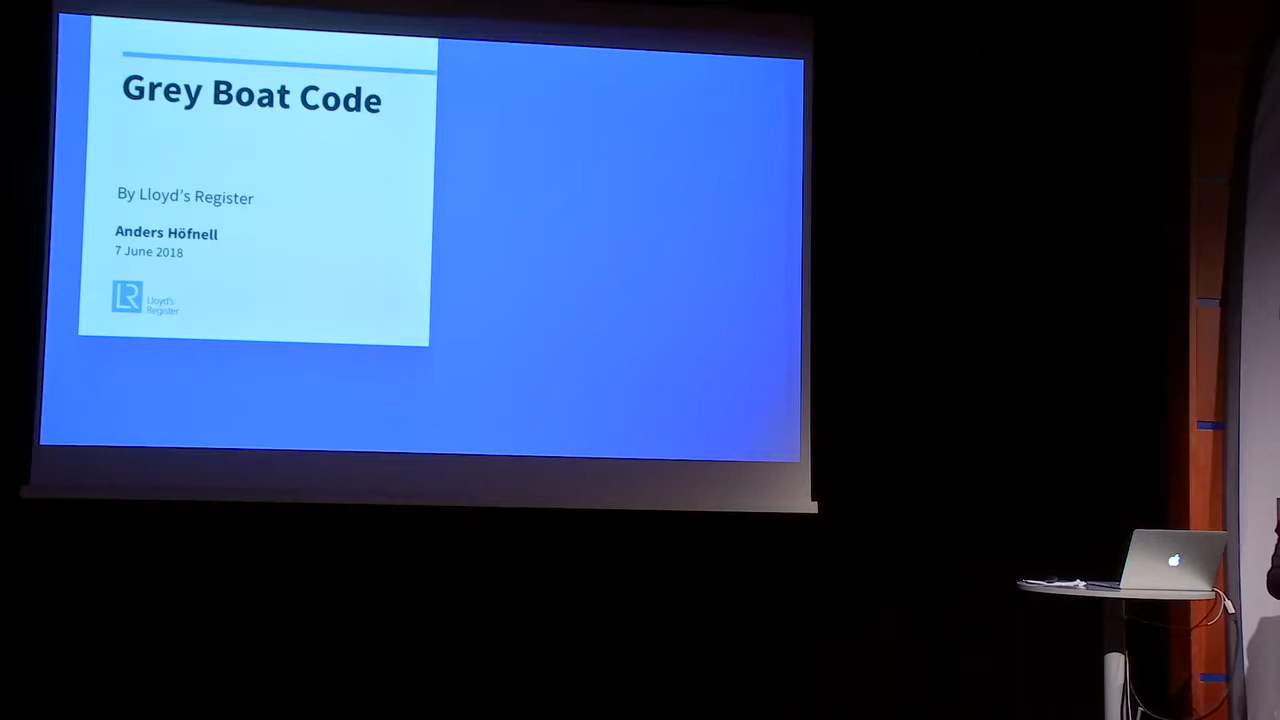 Grey Boat Code
By Lloyd's Register
Anders Höfnell
7 June 2018
LR
Lloyd's
Register